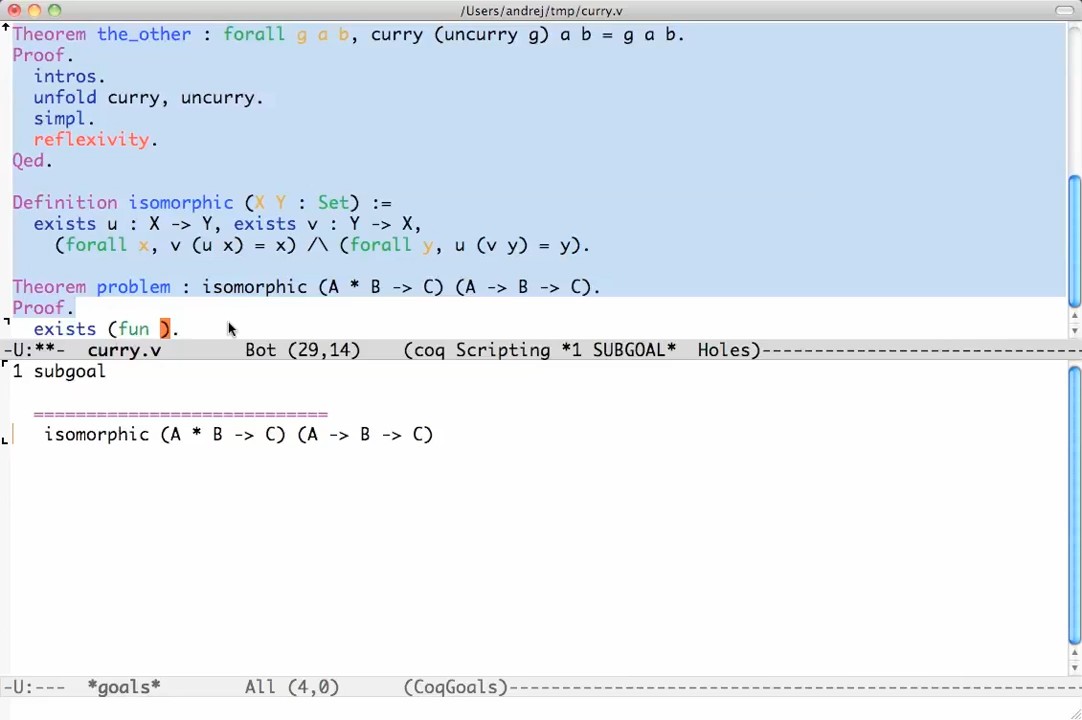 /Users/andrej/tmp/curry.v
Theorem the_other : forall g a b, curry (uncurry g) a b = g a b.
Proof.
  intros.
  unfold curry, uncurry.
  simpl.
  reflexivity.
Qed.
Definition isomorphic (X Y : Set) :=
  exists u : X -> Y, exists v : Y -> X,
    (forall x, v (u x) = x) /\ (forall y, u (v y) = y).
Theorem problem : isomorphic (A * B -> C) (A -> B -> C).
Proof.
  exists (fun ).
-U:**-  curry.v        Bot (29,14)    (coq Scripting *1 SUBGOAL*  Holes)------------------------------
1 subgoal
  ============================
   isomorphic (A * B -> C) (A -> B -> C)
-U:---  *goals*        All (4,0)      (CoqGoals)------------------------------------------------------